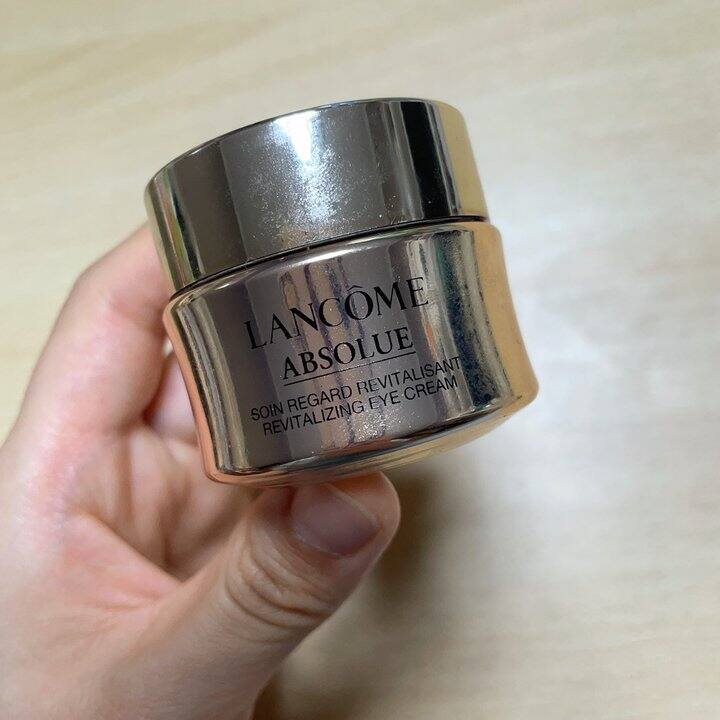 LANCÔME
ABSOLUE
SOIN REGARD REVITALISANT
REVITALIZING EYE CREAM